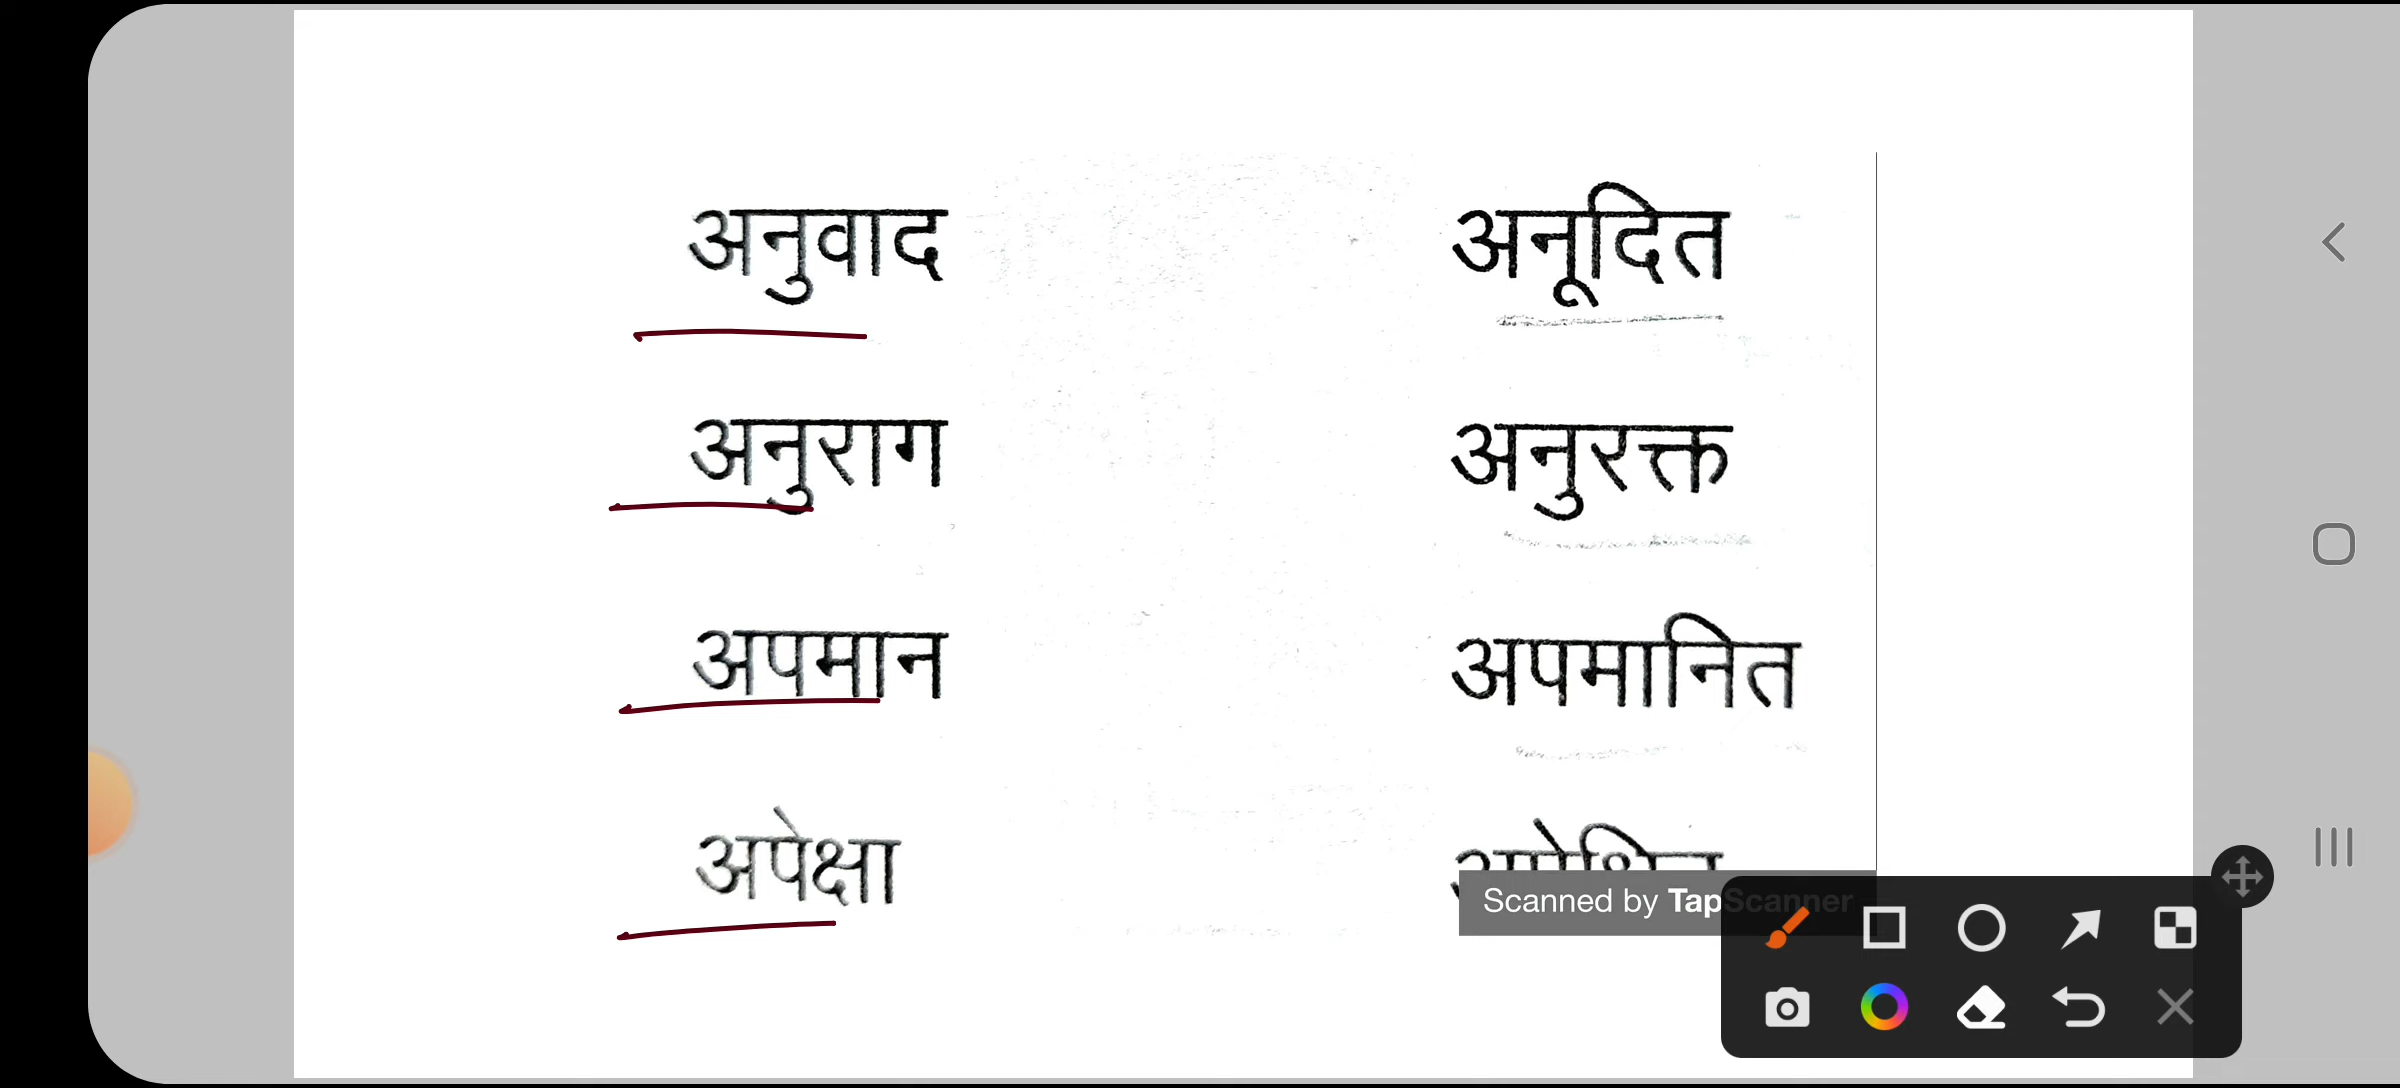 अनुवाद अनूदित
अनुराग अनुरक्त
अपमान अपमानित
अपेक्षा
Scanned by TapScanner